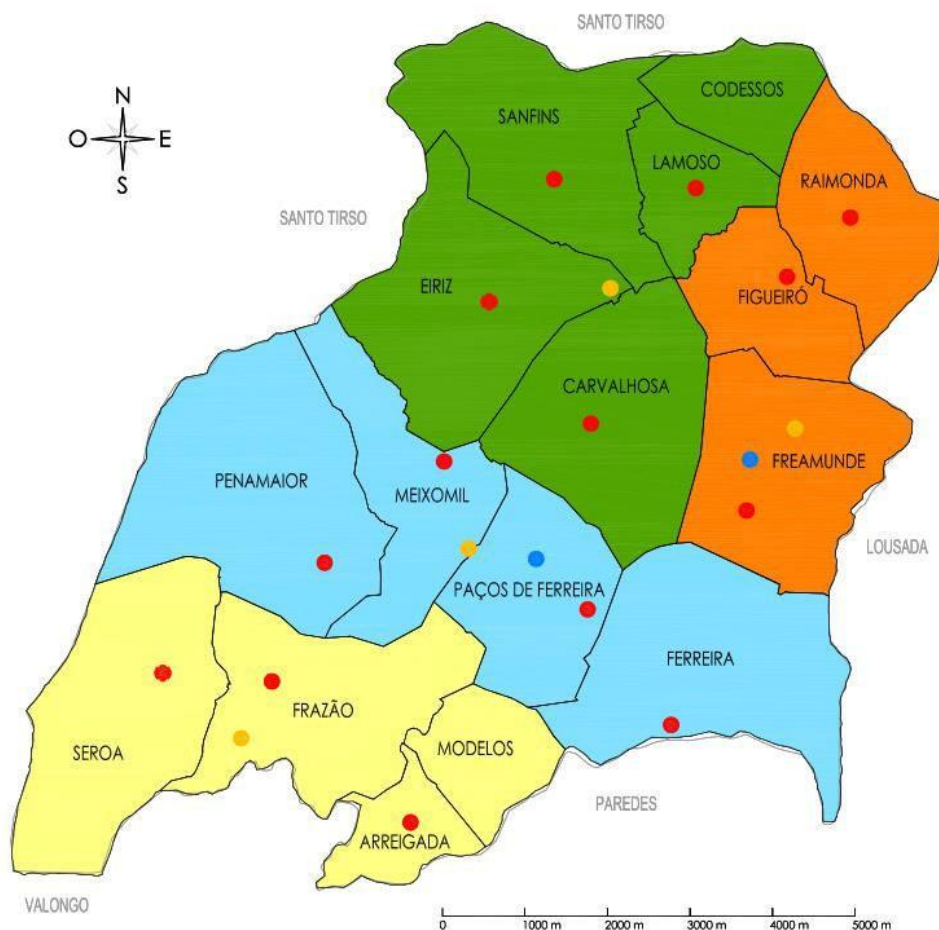 SANTO TIRSO
CODESSOS
SANFINS
N
O E
S
LAMOSO
RAIMONDA
SANTO TIRSO
EIRIZ
FIGUEIRÓ
CARVALHOSA
PENAMAIOR
MEIXOMIL
FREAMUNDE
LOUSADA
PAÇOS DE FERREIRA
FERREIRA
FRAZÃO
SEROA
MODELOS
PAREDES
ARREIGADA
VALONGO
0 1000 m 2000 m 3000 m 4000 m 5000 m